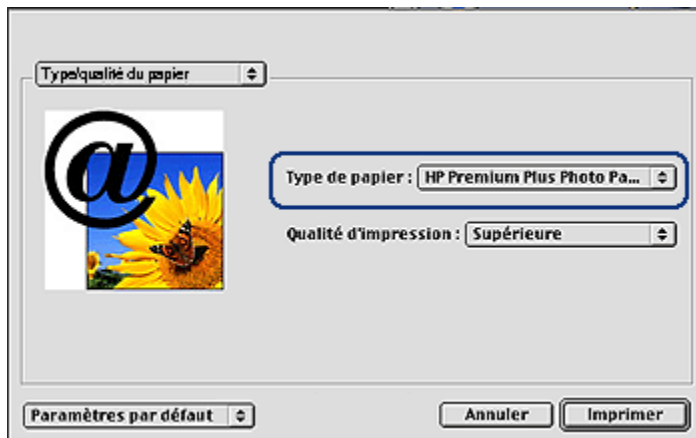 Type/qualité du papier
@
Type de papier : HP Premium Plus Photo Pa...
Qualité d'impression : Supérieure
Paramètres par défaut
Annuler
Imprimer